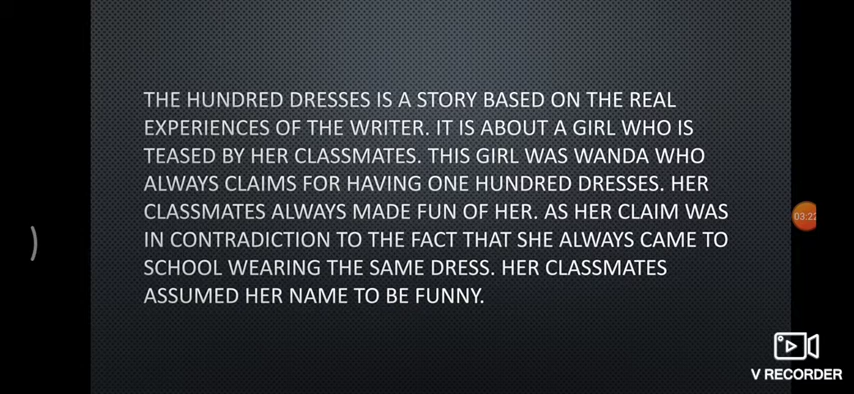 THE HUNDRED DRESSES IS A STORY BASED ON THE REAL
EXPERIENCES OF THE WRITER. IT IS ABOUT A GIRL WHO IS
TEASED BY HER CLASSMATES. THIS GIRL WAS WANDA WHO
ALWAYS CLAIMS FOR HAVING ONE HUNDRED DRESSES. HER
CLASSMATES ALWAYS MADE FUN OF HER. AS HER CLAIM WAS
IN CONTRADICTION TO THE FACT THAT SHE ALWAYS CAME TO
SCHOOL WEARING THE SAME DRESS. HER CLASSMATES
ASSUMED HER NAME TO BE FUNNY.
03:22
V RECORDER